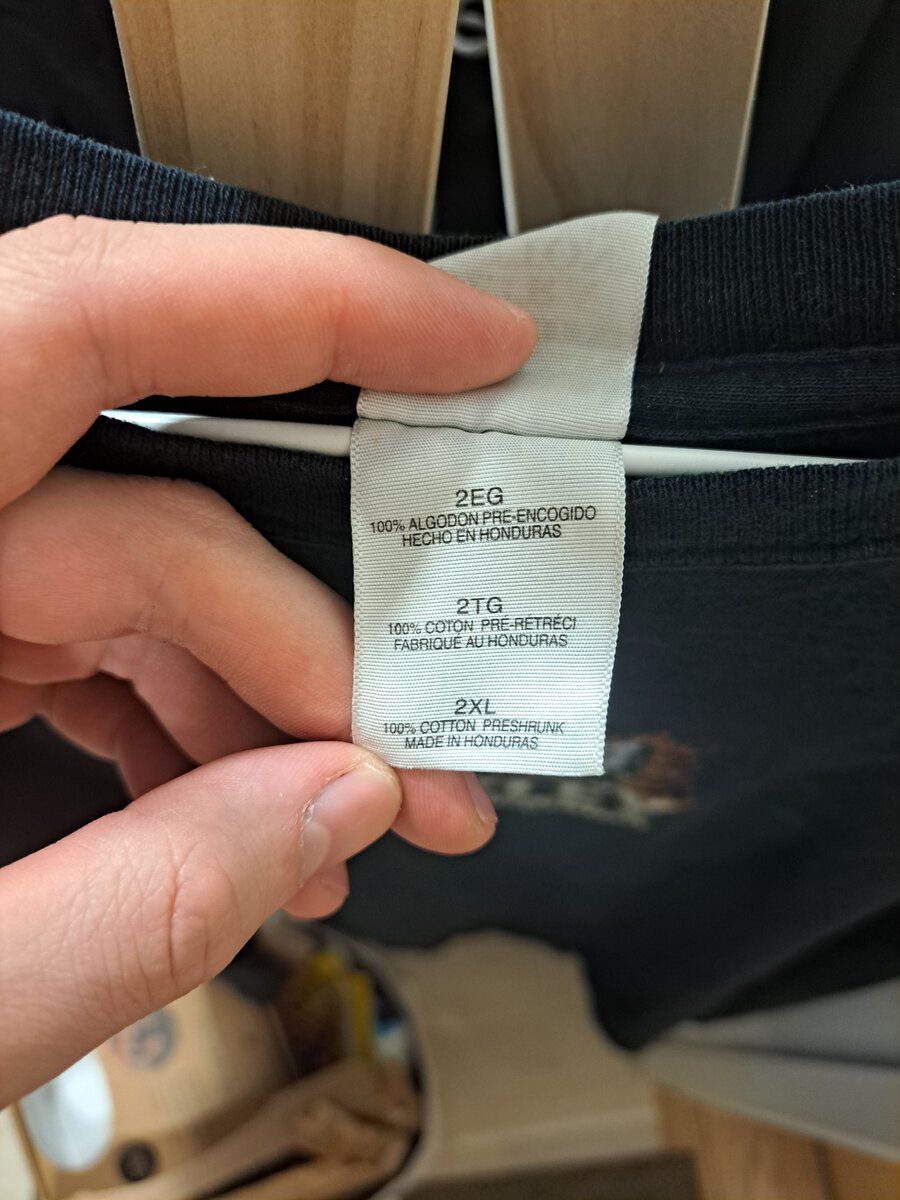 2EG
100% ALGODON PRE-ENCOGIDO
HECHO EN HONDURAS
2TG
100% COTON PRÉ-RÉTRÉCI
FABRIQUÉ AU HONDURAS
2XL
100% COTTON PRESHRUNK
MADE IN HONDURAS